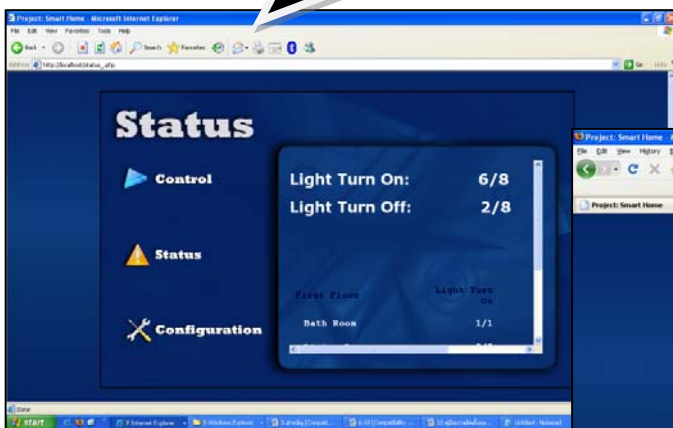 Project: Smart Home - Microsoft Internet Explorer
File Edit View Favorites Tools Help
Back Search Favorites
Address Go Links
Status
Control
Light Turn On: 6/8
Light Turn Off: 2/8
Status
First Floor Light Turn On
Bath Room 1/1
Configuration
Done
start
Project: Smart Home
File Edit View History
Project: Smart Home